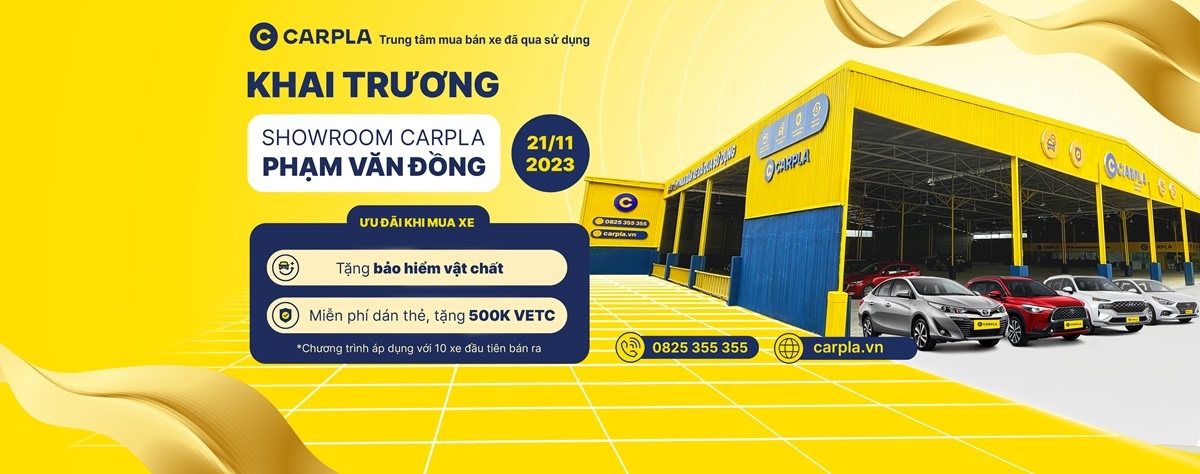 CARPLA Trung tâm mua bán xe đã qua sử dụng
KHAI TRƯƠNG
SHOWROOM CARPLA
PHẠM VĂN ĐỒNG
21/11
2023
ƯU ĐÃI KHI MUA XE
Tặng bảo hiểm vật chất
Miễn phí dán thẻ, tặng 500K VETC
*Chương trình áp dụng với 10 xe đầu tiên bán ra
0825 355 355
carpla.vn
0825 355 355
carpla.vn
CARPLA
CARPLA